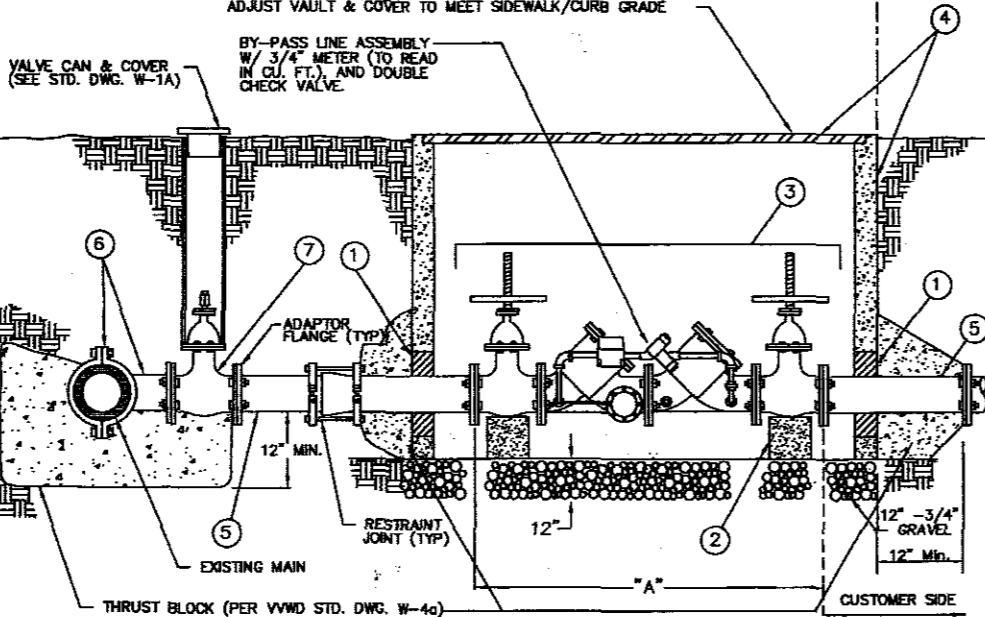 ADJUST VAULT & COVER TO MEET SIDEWALK/CURB GRADE
4
BY-PASS LINE ASSEMBLY
W/ 3/4" METER (TO READ
IN CU. FT.), AND DOUBLE
CHECK VALVE.
VALVE CAN & COVER
(SEE STD. DWG. W-1A)
3
6
7
1
1
5
ADAPTOR
FLANGE (TYP)
12" MIN.
5
RESTRAINT
JOINT (TYP)
12"
2
12" -3/4"
GRAVEL
12" Min.
EXISTING MAIN
"A"
THRUST BLOCK (PER VVWD STD. DWG. W-4a)
CUSTOMER SIDE